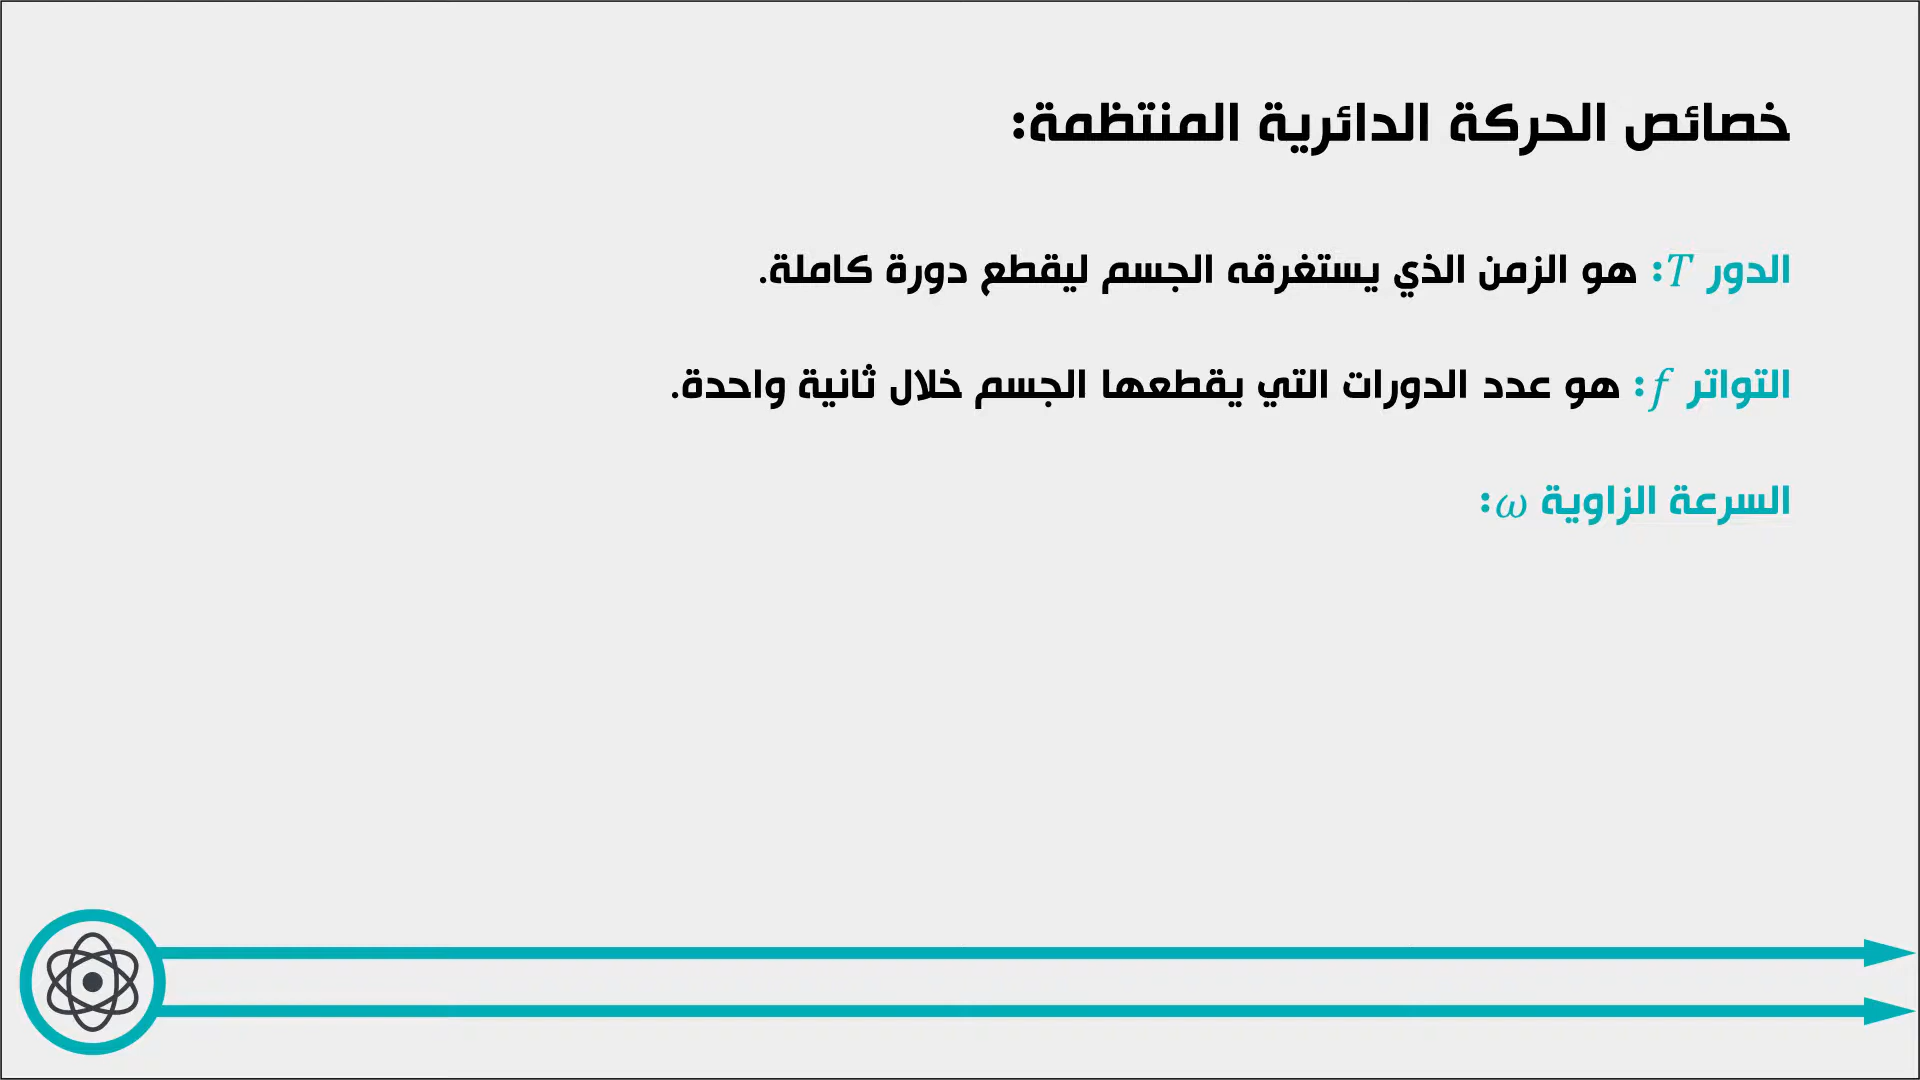 خصائص الحركة الدائرية المنتظمة:
الدور T: هو الزمن الذي يستغرقه الجسم ليقطع دورة كاملة.
التواتر f: هو عدد الدورات التي يقطعها الجسم خلال ثانية واحدة.
السرعة الزاوية ω: